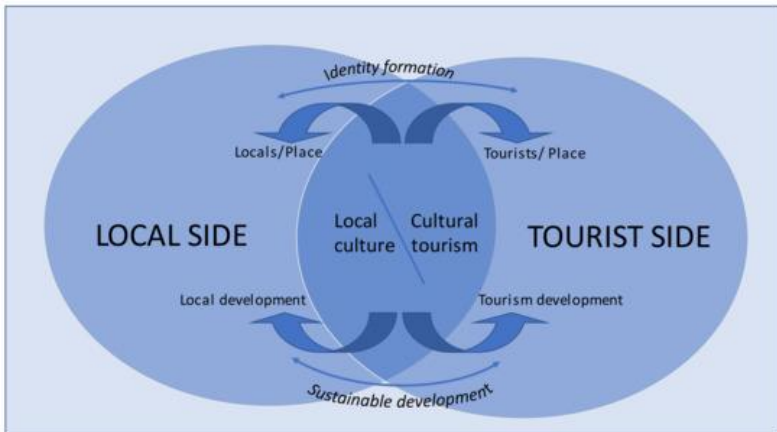 Identity formation
Locals/Place
Tourists/ Place
LOCAL SIDE
Local
culture
Cultural
tourism
TOURIST SIDE
Local development
Tourism development
Sustainable development